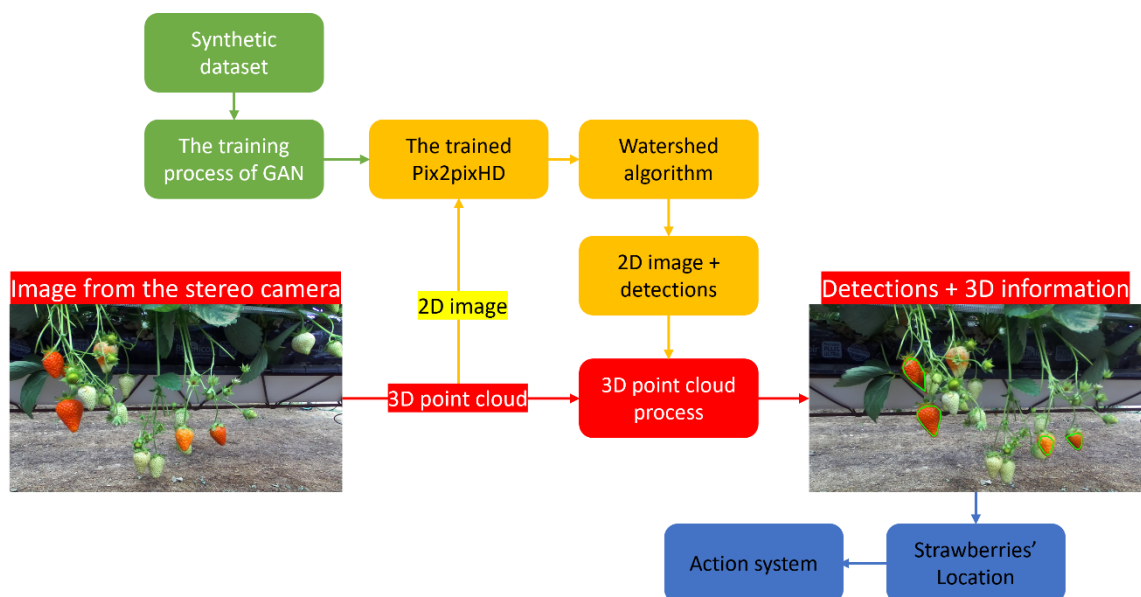 Synthetic
dataset
The training
process of GAN
The trained
Pix2pixHD
Watershed
algorithm
2D image +
detections
Image from the stereo camera
2D image
Detections + 3D information
3D point cloud
3D point cloud
process
Action system
Strawberries'
Location